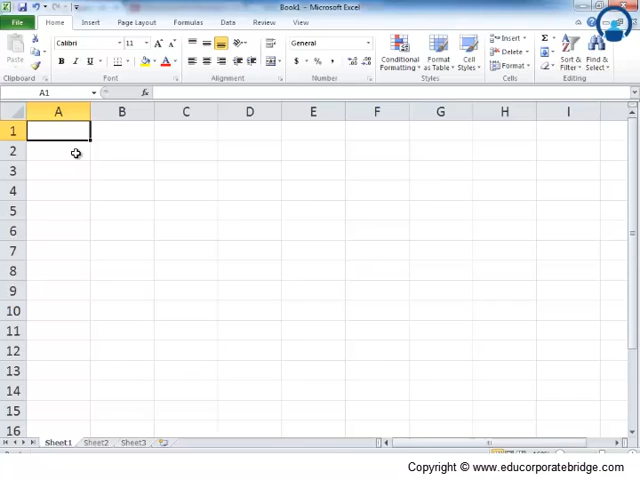 Book1 - Microsoft Excel
File Home Insert Page Layout Formulas Data Review View
Calibri 11 General Insert
Paste Conditional Formatting Format as Table Cell Styles Delete Sort & Filter Find & Select
Format
Clipboard Font Alignment Number Styles Cells Editing
A1 fx
A B C D E F G H I
1
2
3
4
5
6
7
8
9
10
11
12
13
14
15
16
Sheet1 Sheet2 Sheet3
Copyright © www.educorporatebridge.com